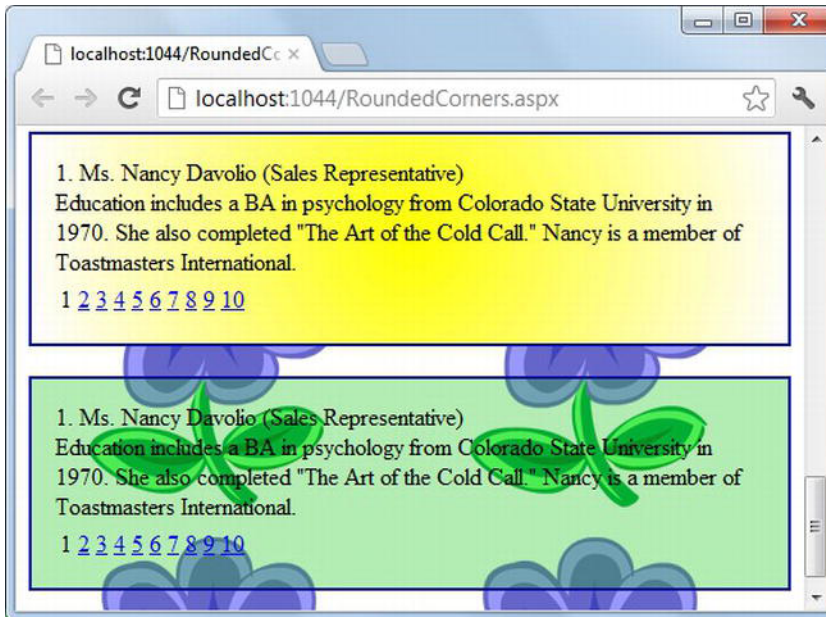 localhost:1044/RoundedCo
localhost:1044/RoundedCorners.aspx
1. Ms. Nancy Davolio (Sales Representative)
Education includes a BA in psychology from Colorado State University in
1970. She also completed "The Art of the Cold Call." Nancy is a member of
Toastmasters International.
1 2 3 4 5 6 7 8 9 10
1. Ms. Nancy Davolio (Sales Representative)
Education includes a BA in psychology from Colorado State University in
1970. She also completed "The Art of the Cold Call." Nancy is a member of
Toastmasters International.
1 2 3 4 5 6 7 8 9 10